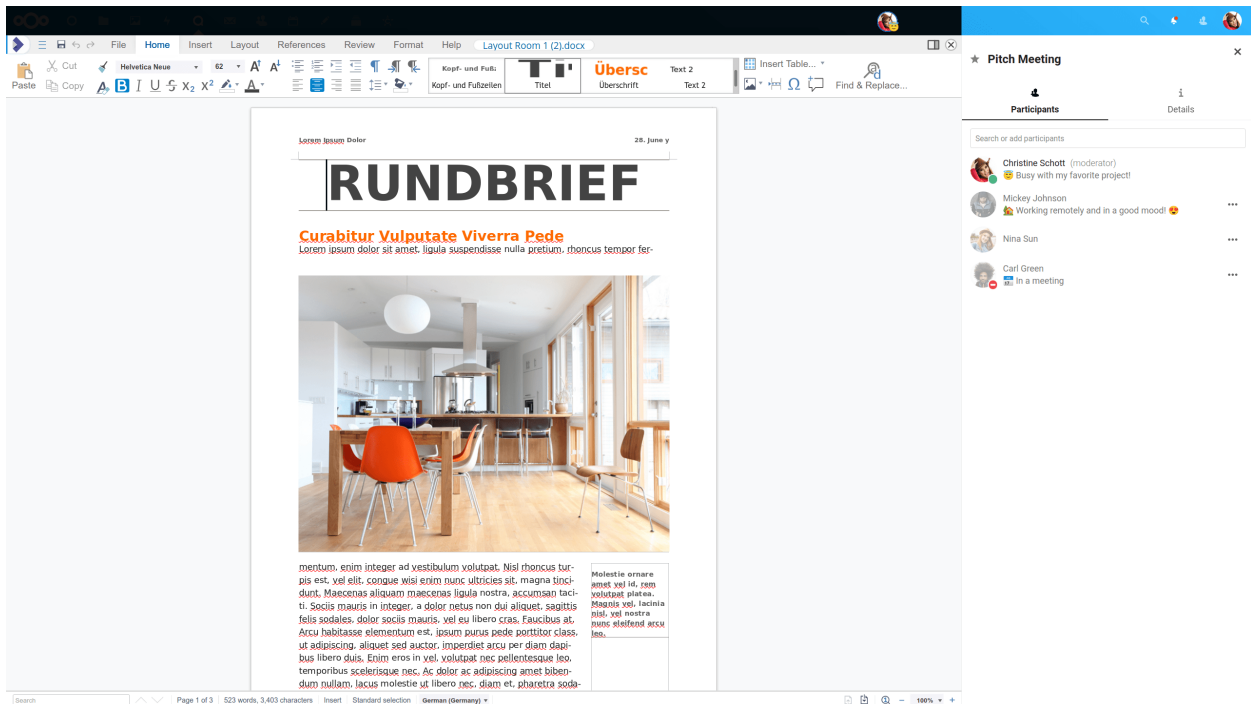 File Home Insert Layout References Review Format Help Layout Room 1 (2).docx
Cut Helvetica Neue 62 Kopf- und Fuß Übersc Text 2 Insert Table...
Paste Copy Kopf- und Fußzeilen Titel Überschrift Text 2 Find & Replace...
Lorem Ipsum Dolor 28. June y
RUNDBRIEF
Curabitur Vulputate Viverra Pede
Lorem ipsum dolor sit amet, ligula suspendisse nulla pretium, rhoncus tempor fer-
mentum, enim integer ad vestibulum volutpat. Nisl rhoncus tur-
pis est, vel elit, congue wisi enim nunc ultricies sit, magna tinci-
dunt. Maecenas aliquam maecenas ligula nostra, accumsan taci-
ti. Sociis mauris in integer, a dolor netus non dui aliquet, sagittis
felis sodales, dolor sociis mauris, vel eu libero cras. Faucibus at.
Arcu habitasse elementum est, ipsum purus pede porttitor class,
ut adipiscing, aliquet sed auctor, imperdiet arcu per diam dapi-
bus libero duis. Enim eros in vel, volutpat nec pellentesque leo,
temporibus scelerisque nec. Ac dolor ac adipiscing amet biben-
dum nullam, lacus molestie ut libero nec, diam et, pharetra soda-
Molestie ornare
amet vel id, rem
volutpat platea.
Magnis vel, lacinia
nisl, vel nostra
nunc eleifend arcu
leo.
Search Page 1 of 3 523 words, 3,403 characters Insert Standard selection German (Germany) 100%
Pitch Meeting
Participants Details
Search or add participants
Christine Schott (moderator)
😇 Busy with my favorite project!
Mickey Johnson
🏡 Working remotely and in a good mood! 😍
Nina Sun
Carl Green
📅 In a meeting